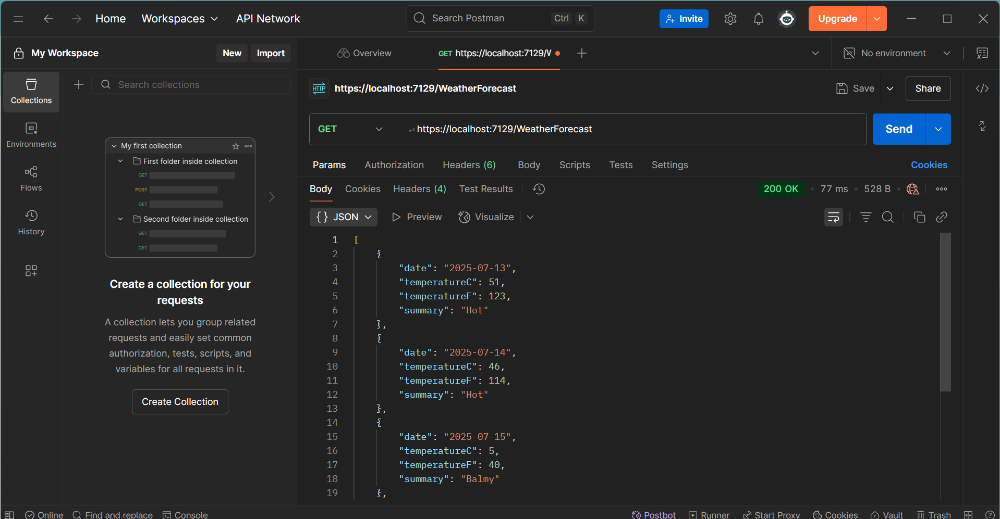 Home Workspaces API Network Search Postman Ctrl K Invite Upgrade
My Workspace New Import Overview GET https://localhost:7129/V No environment
Collections
Search collections
Environments
Flows
History
My first collection
First folder inside collection
GET
POST
GET
Second folder inside collection
GET
GET
Create a collection for your
requests
A collection lets you group related
requests and easily set common
authorization, tests, scripts, and
variables for all requests in it.
Create Collection
HTTP https://localhost:7129/WeatherForecast Save Share
GET https://localhost:7129/WeatherForecast Send
Params Authorization Headers (6) Body Scripts Tests Settings Cookies
Body Cookies Headers (4) Test Results 200 OK • 77 ms • 528 B •
{} JSON Preview Visualize
1 [
2 {
3 "date": "2025-07-13",
4 "temperatureC": 51,
5 "temperatureF": 123,
6 "summary": "Hot"
7 },
8 {
9 "date": "2025-07-14",
10 "temperatureC": 46,
11 "temperatureF": 114,
12 "summary": "Hot"
13 },
14 {
15 "date": "2025-07-15",
16 "temperatureC": 5,
17 "temperatureF": 40,
18 "summary": "Balmy"
19 },
Online Find and replace Console Postbot Runner Start Proxy Cookies Vault Trash